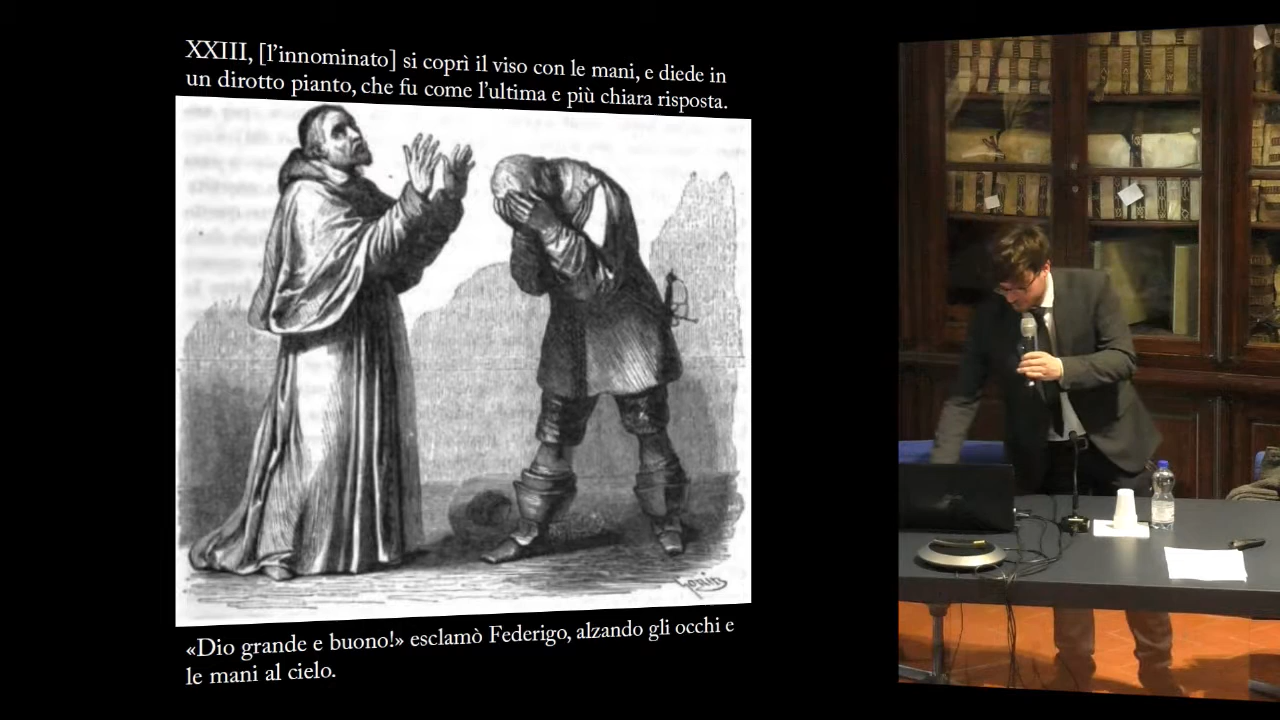 XXIII, [l'innominato] si coprì il viso con le mani, e diede in
un dirotto pianto, che fu come l'ultima e più chiara risposta.
Gonin
«Dio grande e buono!» esclamò Federigo, alzando gli occhi e
le mani al cielo.